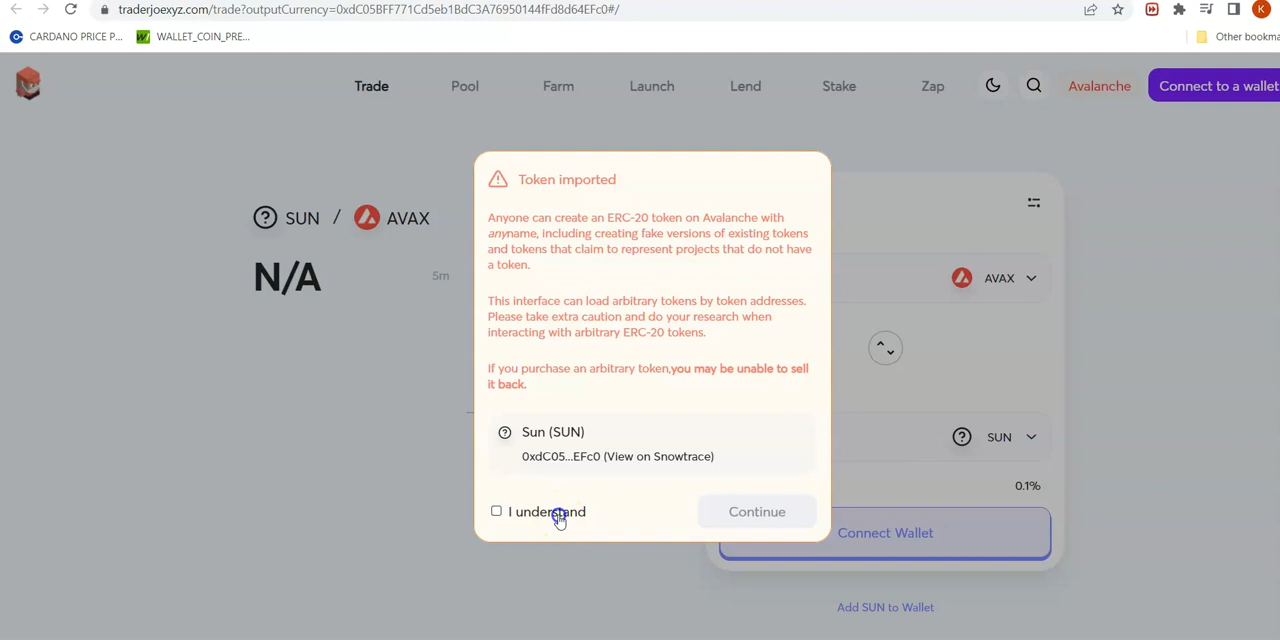 traderjoexyz.com/trade?outputCurrency=0xdC05BFF771Cd5eb1BdC3A76950144fFd8d64EFc0#/
K
CARDANO PRICE P...
WALLET_COIN_PRE...
Other bookma
Trade
Pool
Farm
Launch
Lend
Stake
Zap
Avalanche
Connect to a wallet
SUN / AVAX
N/A
5m
Token imported
Anyone can create an ERC-20 token on Avalanche with
anyname, including creating fake versions of existing tokens
and tokens that claim to represent projects that do not have
a token.
This interface can load arbitrary tokens by token addresses.
Please take extra caution and do your research when
interacting with arbitrary ERC-20 tokens.
If you purchase an arbitrary token,you may be unable to sell
it back.
Sun (SUN)
0xdC05...EFc0 (View on Snowtrace)
I understand
Continue
AVAX
SUN
0.1%
Connect Wallet
Add SUN to Wallet